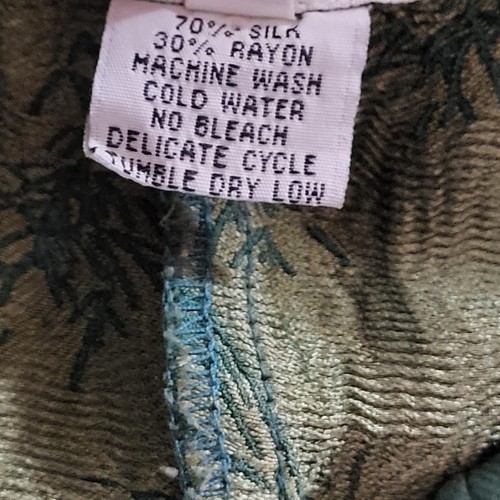 70% SILK
30% RAYON
MACHINE WASH
COLD WATER
NO BLEACH
DELICATE CYCLE
TUMBLE DRY LOW